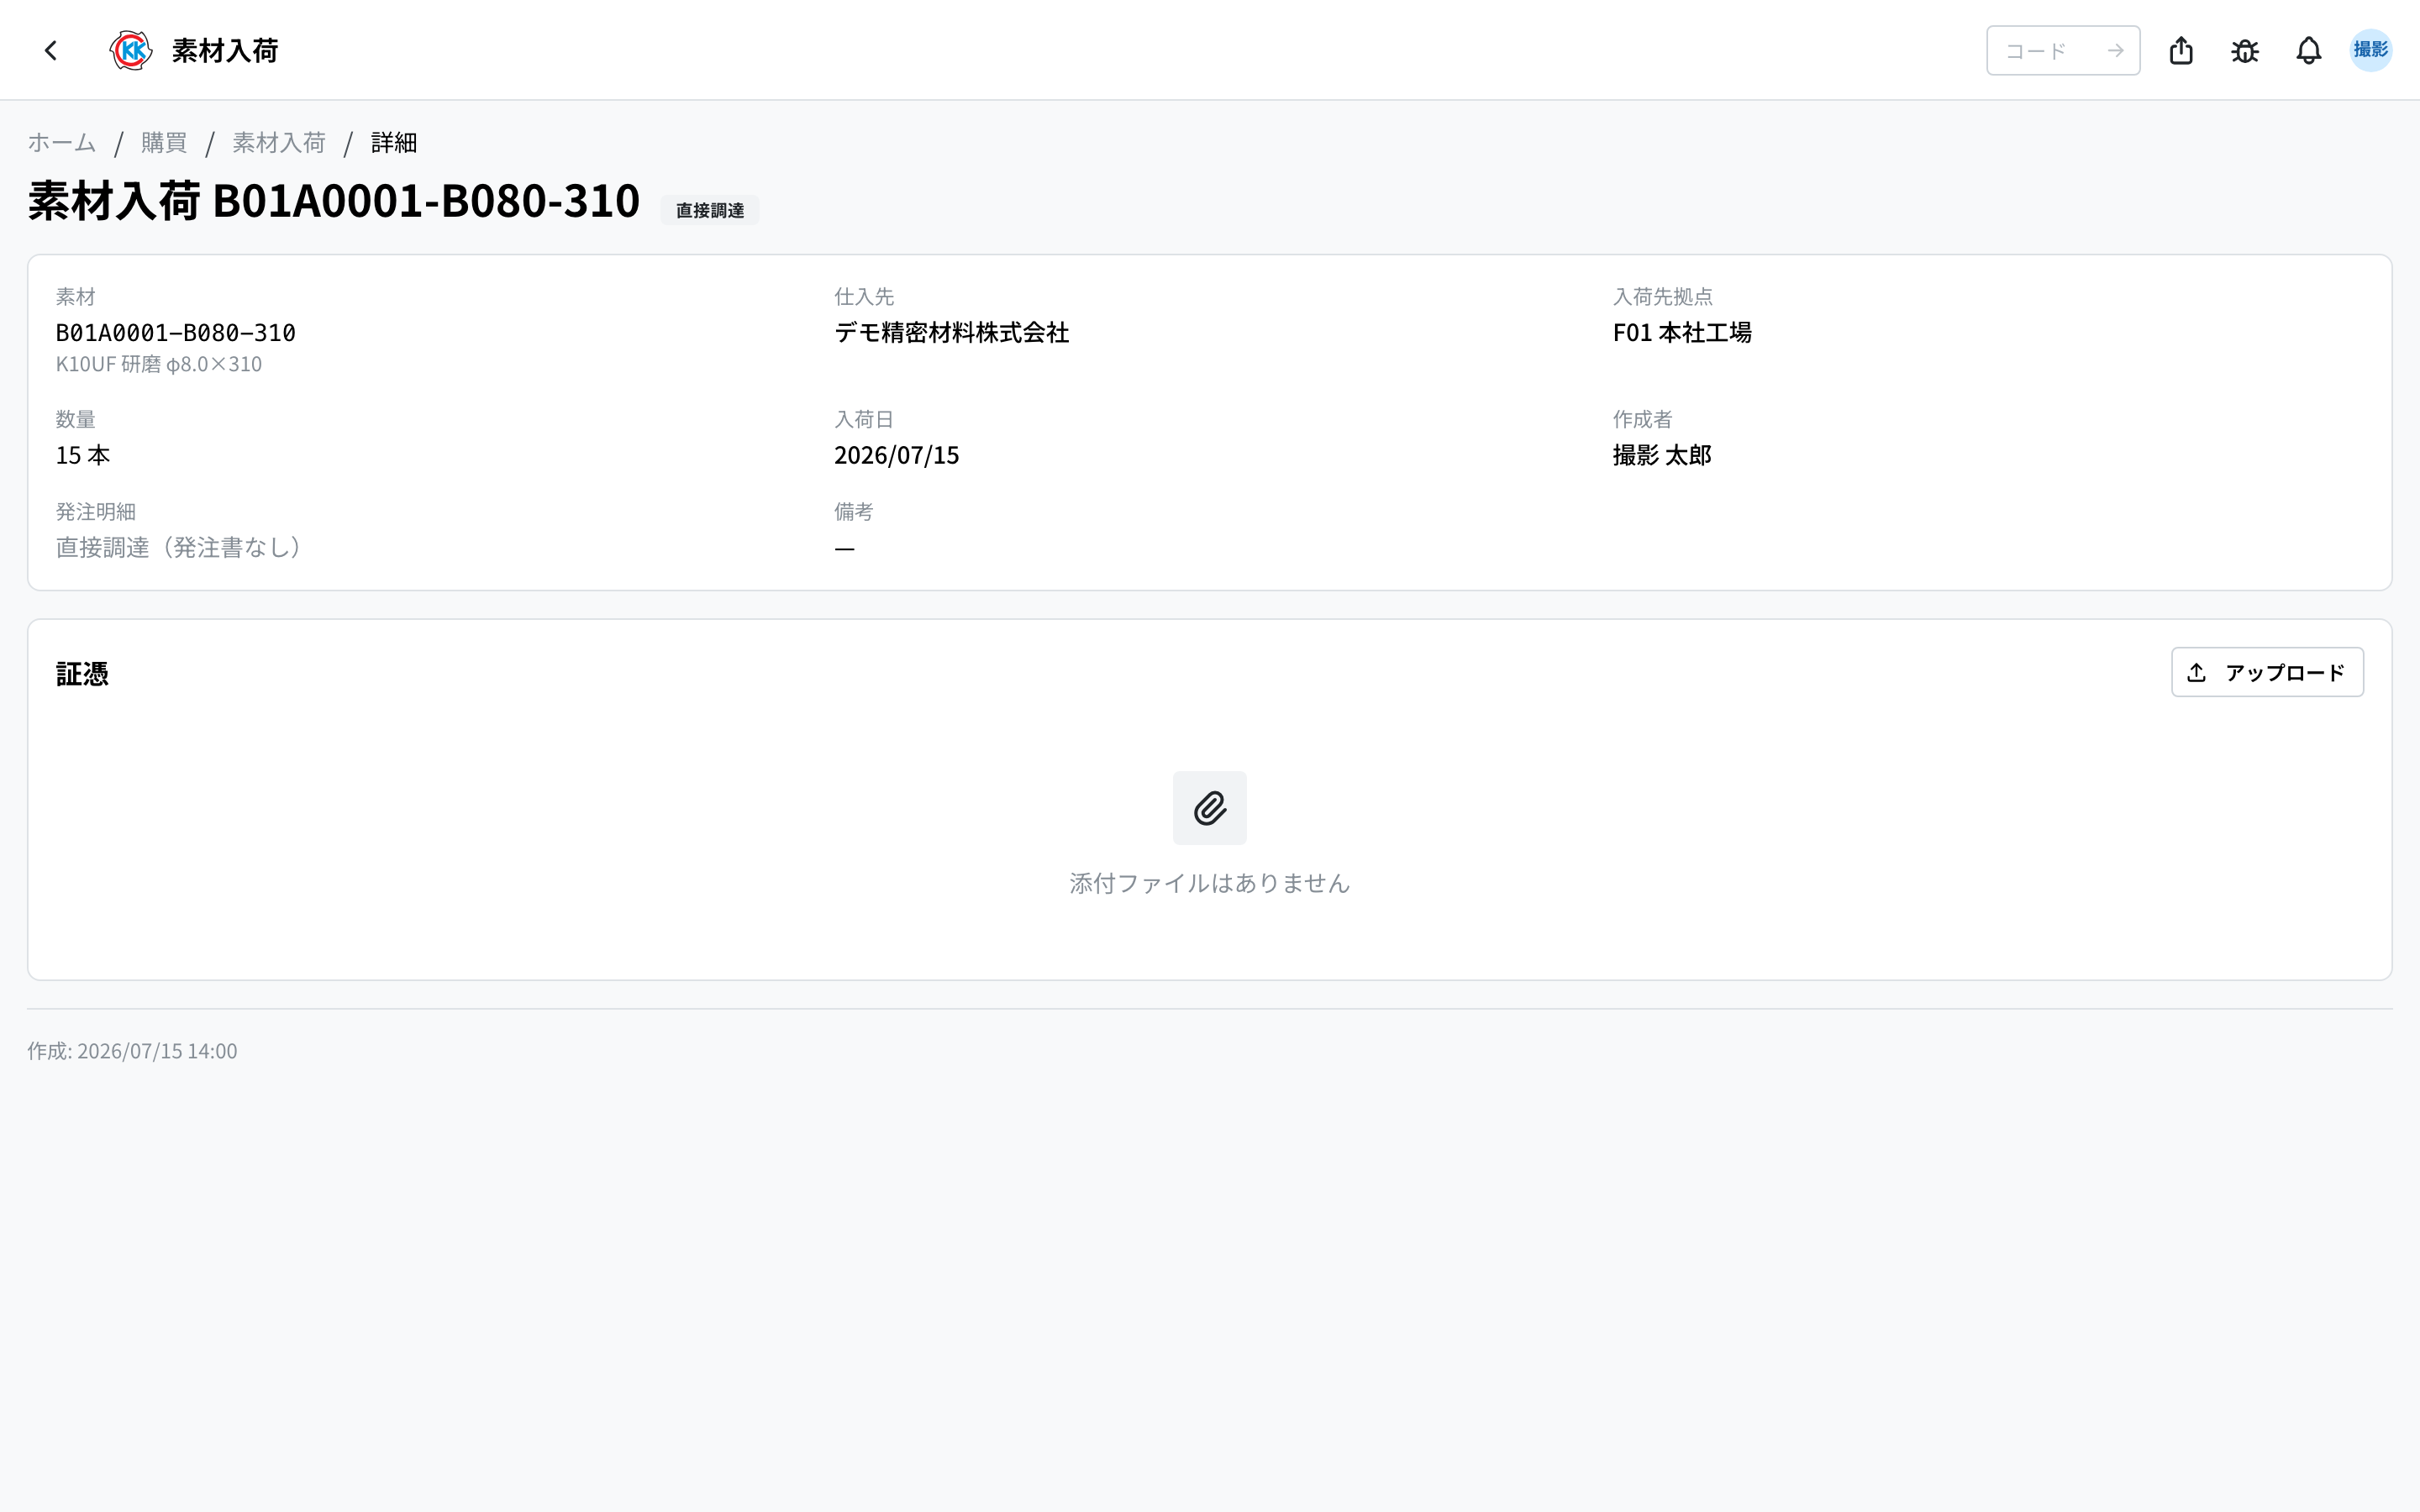 KK 素材入荷
コード
撮影
ホーム / 購買 / 素材入荷 / 詳細
素材入荷 B01A0001-B080-310 直接調達
素材
B01A0001-B080-310
K10UF 研磨 φ8.0×310
仕入先
デモ精密材料株式会社
入荷先拠点
F01 本社工場
数量
15 本
入荷日
2026/07/15
作成者
撮影 太郎
発注明細
直接調達（発注書なし）
備考
—
証憑
アップロード
添付ファイルはありません
作成: 2026/07/15 14:00